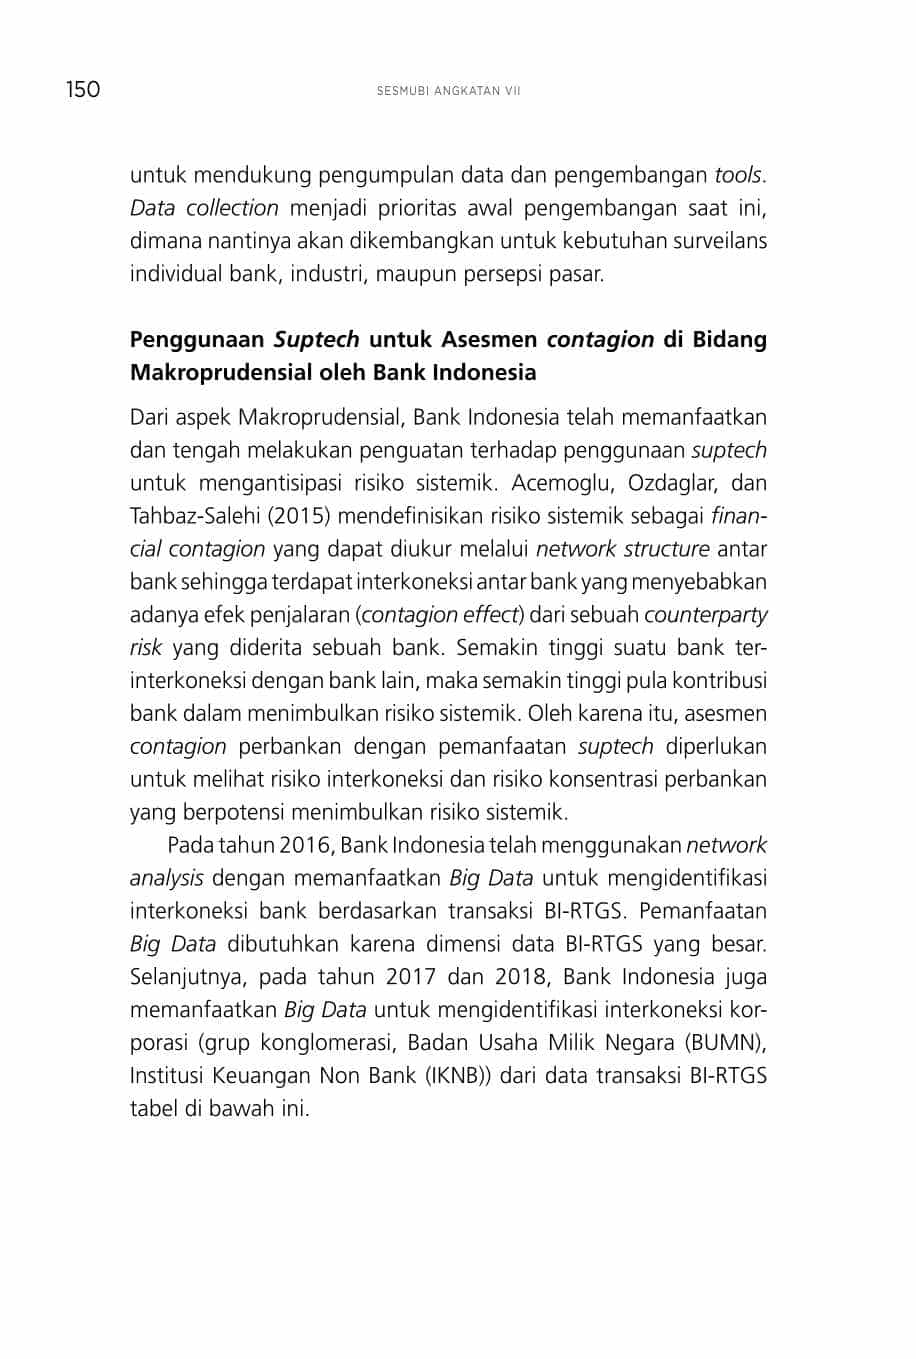 150
SESMUBI ANGKATAN VII
untuk mendukung pengumpulan data dan pengembangan tools.
Data collection menjadi prioritas awal pengembangan saat ini,
dimana nantinya akan dikembangkan untuk kebutuhan surveilans
individual bank, industri, maupun persepsi pasar.
Penggunaan Suptech untuk Asesmen contagion di Bidang
Makroprudensial oleh Bank Indonesia
Dari aspek Makroprudensial, Bank Indonesia telah memanfaatkan
dan tengah melakukan penguatan terhadap penggunaan suptech
untuk mengantisipasi risiko sistemik. Acemoglu, Ozdaglar, dan
Tahbaz-Salehi (2015) mendefinisikan risiko sistemik sebagai finan-
cial contagion yang dapat diukur melalui network structure antar
bank sehingga terdapat interkoneksi antar bank yang menyebabkan
adanya efek penjalaran (contagion effect) dari sebuah counterparty
risk yang diderita sebuah bank. Semakin tinggi suatu bank ter-
interkoneksi dengan bank lain, maka semakin tinggi pula kontribusi
bank dalam menimbulkan risiko sistemik. Oleh karena itu, asesmen
contagion perbankan dengan pemanfaatan suptech diperlukan
untuk melihat risiko interkoneksi dan risiko konsentrasi perbankan
yang berpotensi menimbulkan risiko sistemik.
Pada tahun 2016, Bank Indonesia telah menggunakan network
analysis dengan memanfaatkan Big Data untuk mengidentifikasi
interkoneksi bank berdasarkan transaksi BI-RTGS. Pemanfaatan
Big Data dibutuhkan karena dimensi data BI-RTGS yang besar.
Selanjutnya, pada tahun 2017 dan 2018, Bank Indonesia juga
memanfaatkan Big Data untuk mengidentifikasi interkoneksi kor-
porasi (grup konglomerasi, Badan Usaha Milik Negara (BUMN),
Institusi Keuangan Non Bank (IKNB)) dari data transaksi BI-RTGS
tabel di bawah ini.